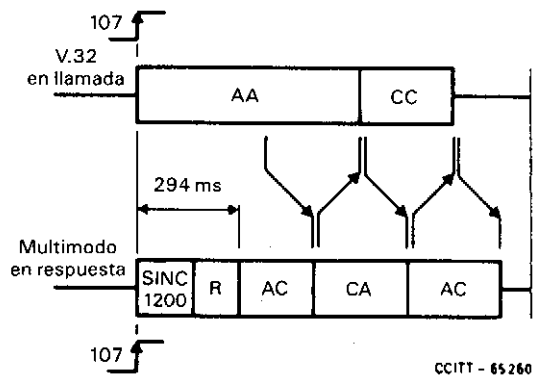 107
V.32
en llamada
AA
CC
294 ms
Multimodo
en respuesta
SINC
1200
R
AC
CA
AC
107
CCITT - 65260